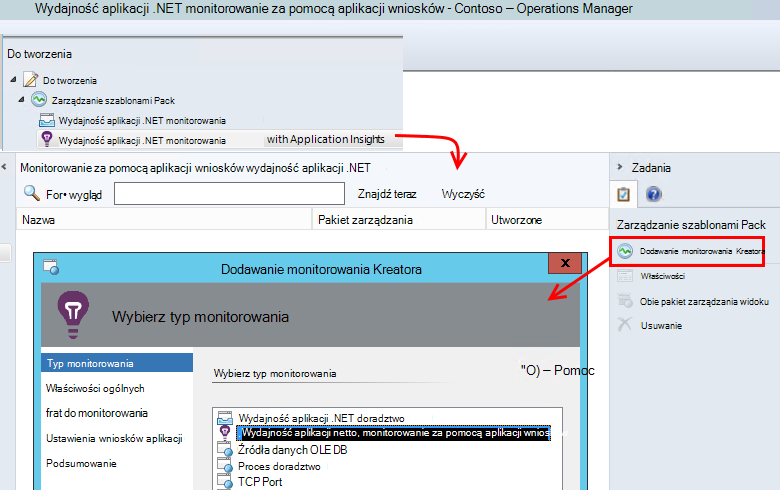 Wydajność aplikacji .NET monitorowanie za pomocą aplikacji wniosków - Contoso – Operations Manager
Do tworzenia
Do tworzenia
Zarządzanie szablonami Pack
Wydajność aplikacji .NET monitorowania
Wydajność aplikacji .NET monitorowania with Application Insights
Monitorowanie za pomocą aplikacji wniosków wydajność aplikacji .NET
For• wygląd
Znajdź teraz
Wyczyść
Nazwa
Pakiet zarządzania
Utworzone
Zadania
Zarządzanie szablonami Pack
Dodawanie monitorowania Kreatora
Właściwości
Obie pakiet zarządzania widoku
Usuwanie
Dodawanie monitorowania Kreatora
x
Wybierz typ monitorowania
Typ monitorowania
Właściwości ogólnych
frat do monitorowania
Ustawienia wniosków aplikacji
Podsumowanie
Wybierz typ monitorowania
"O) – Pomoc
Wydajność aplikacji .NET doradztwo
Wydajność aplikacji netto, monitorowanie za pomocą aplikacji wnios
Źródła danych OLE DB
Proces doradztwo
TCP Port